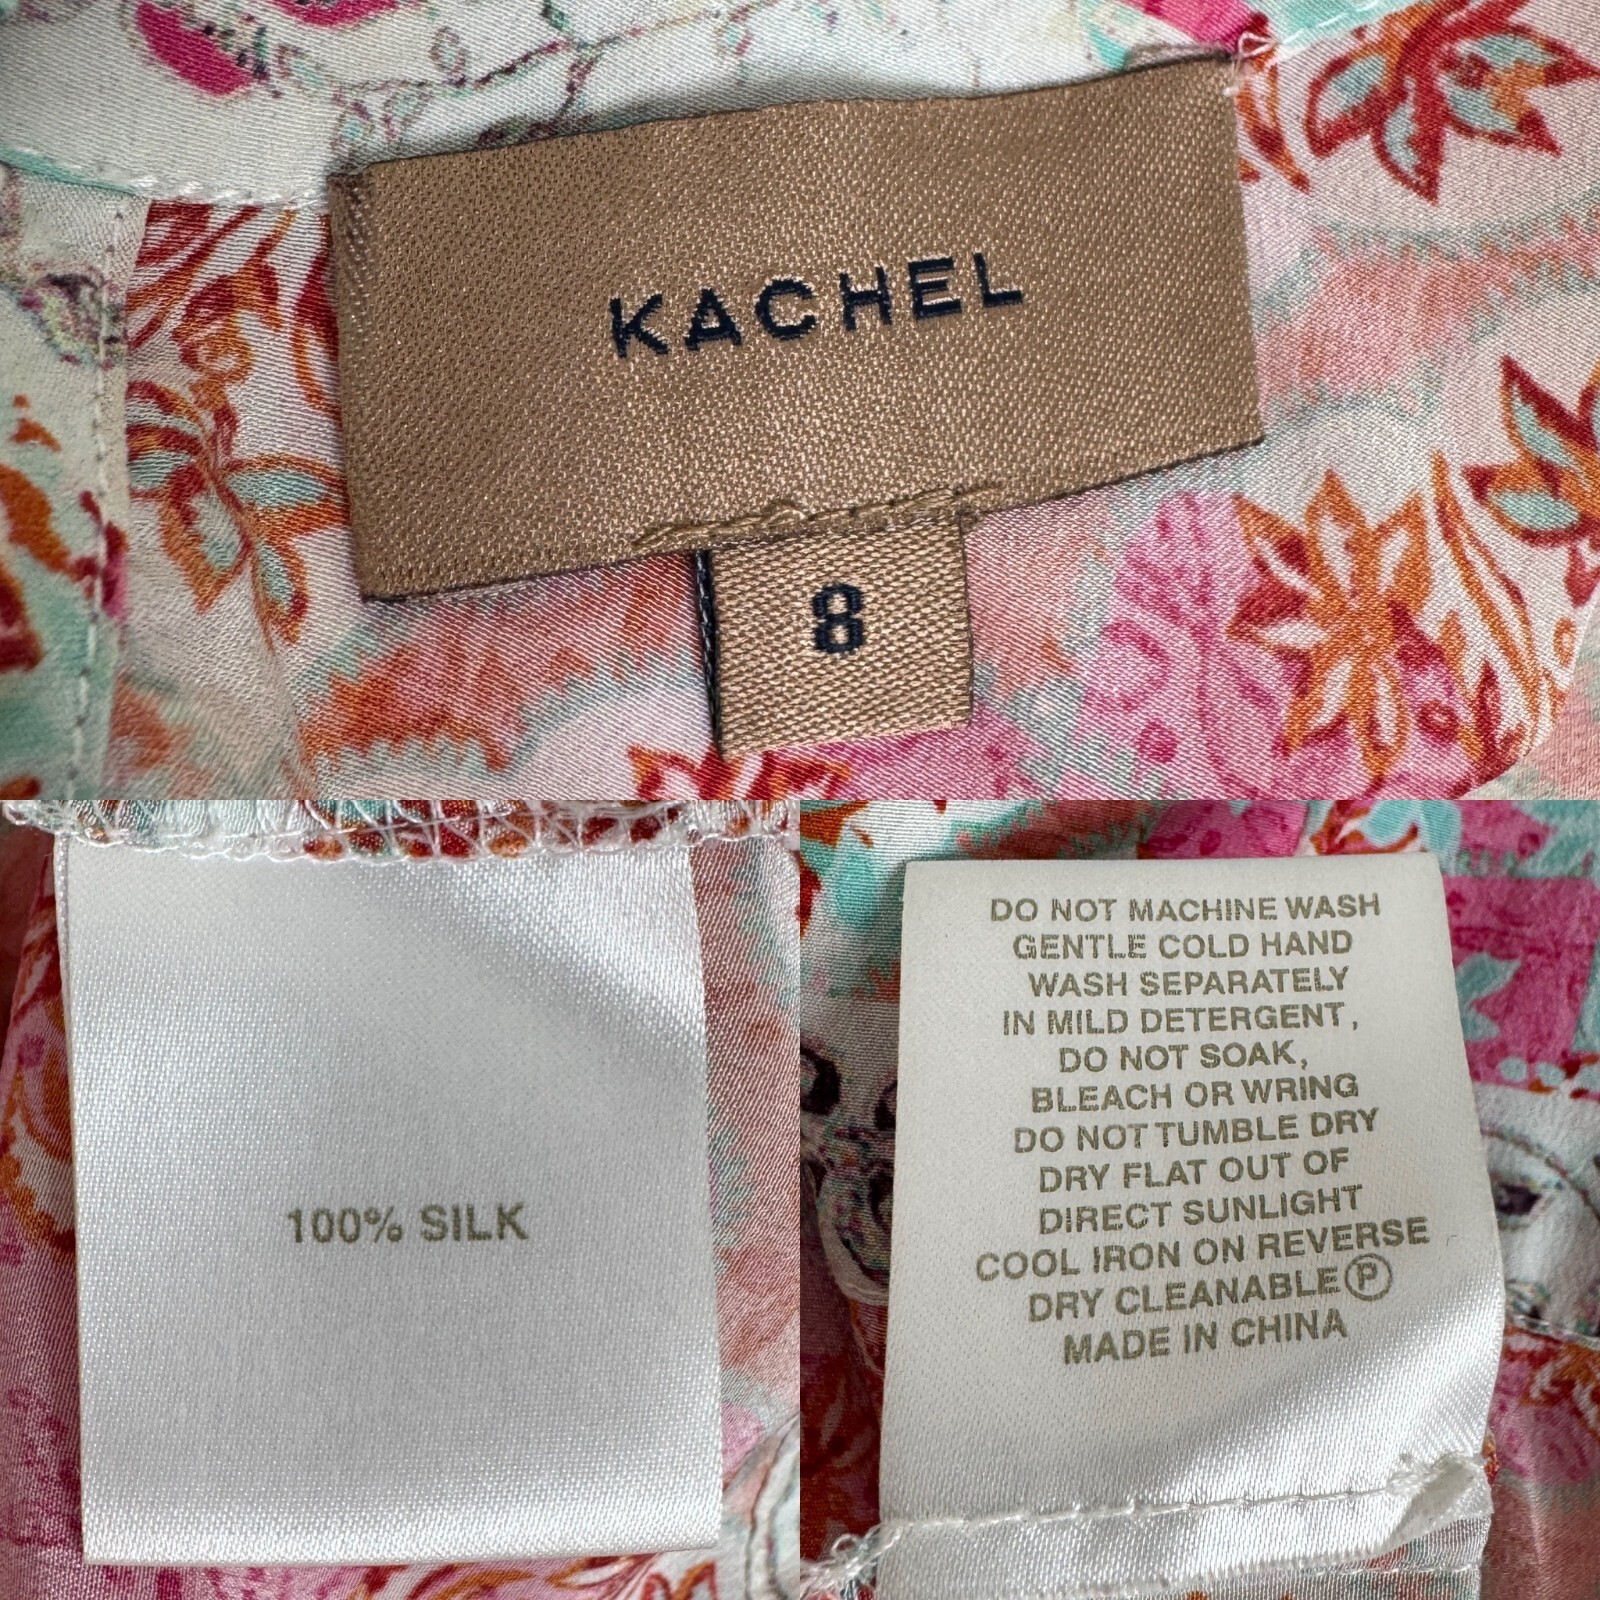 KACHEL
8
100% SILK
DO NOT MACHINE WASH
GENTLE COLD HAND
WASH SEPARATELY
IN MILD DETERGENT,
DO NOT SOAK,
BLEACH OR WRING
DO NOT TUMBLE DRY
DRY FLAT OUT OF
DIRECT SUNLIGHT
COOL IRON ON REVERSE
DRY CLEANABLE Ⓟ
MADE IN CHINA